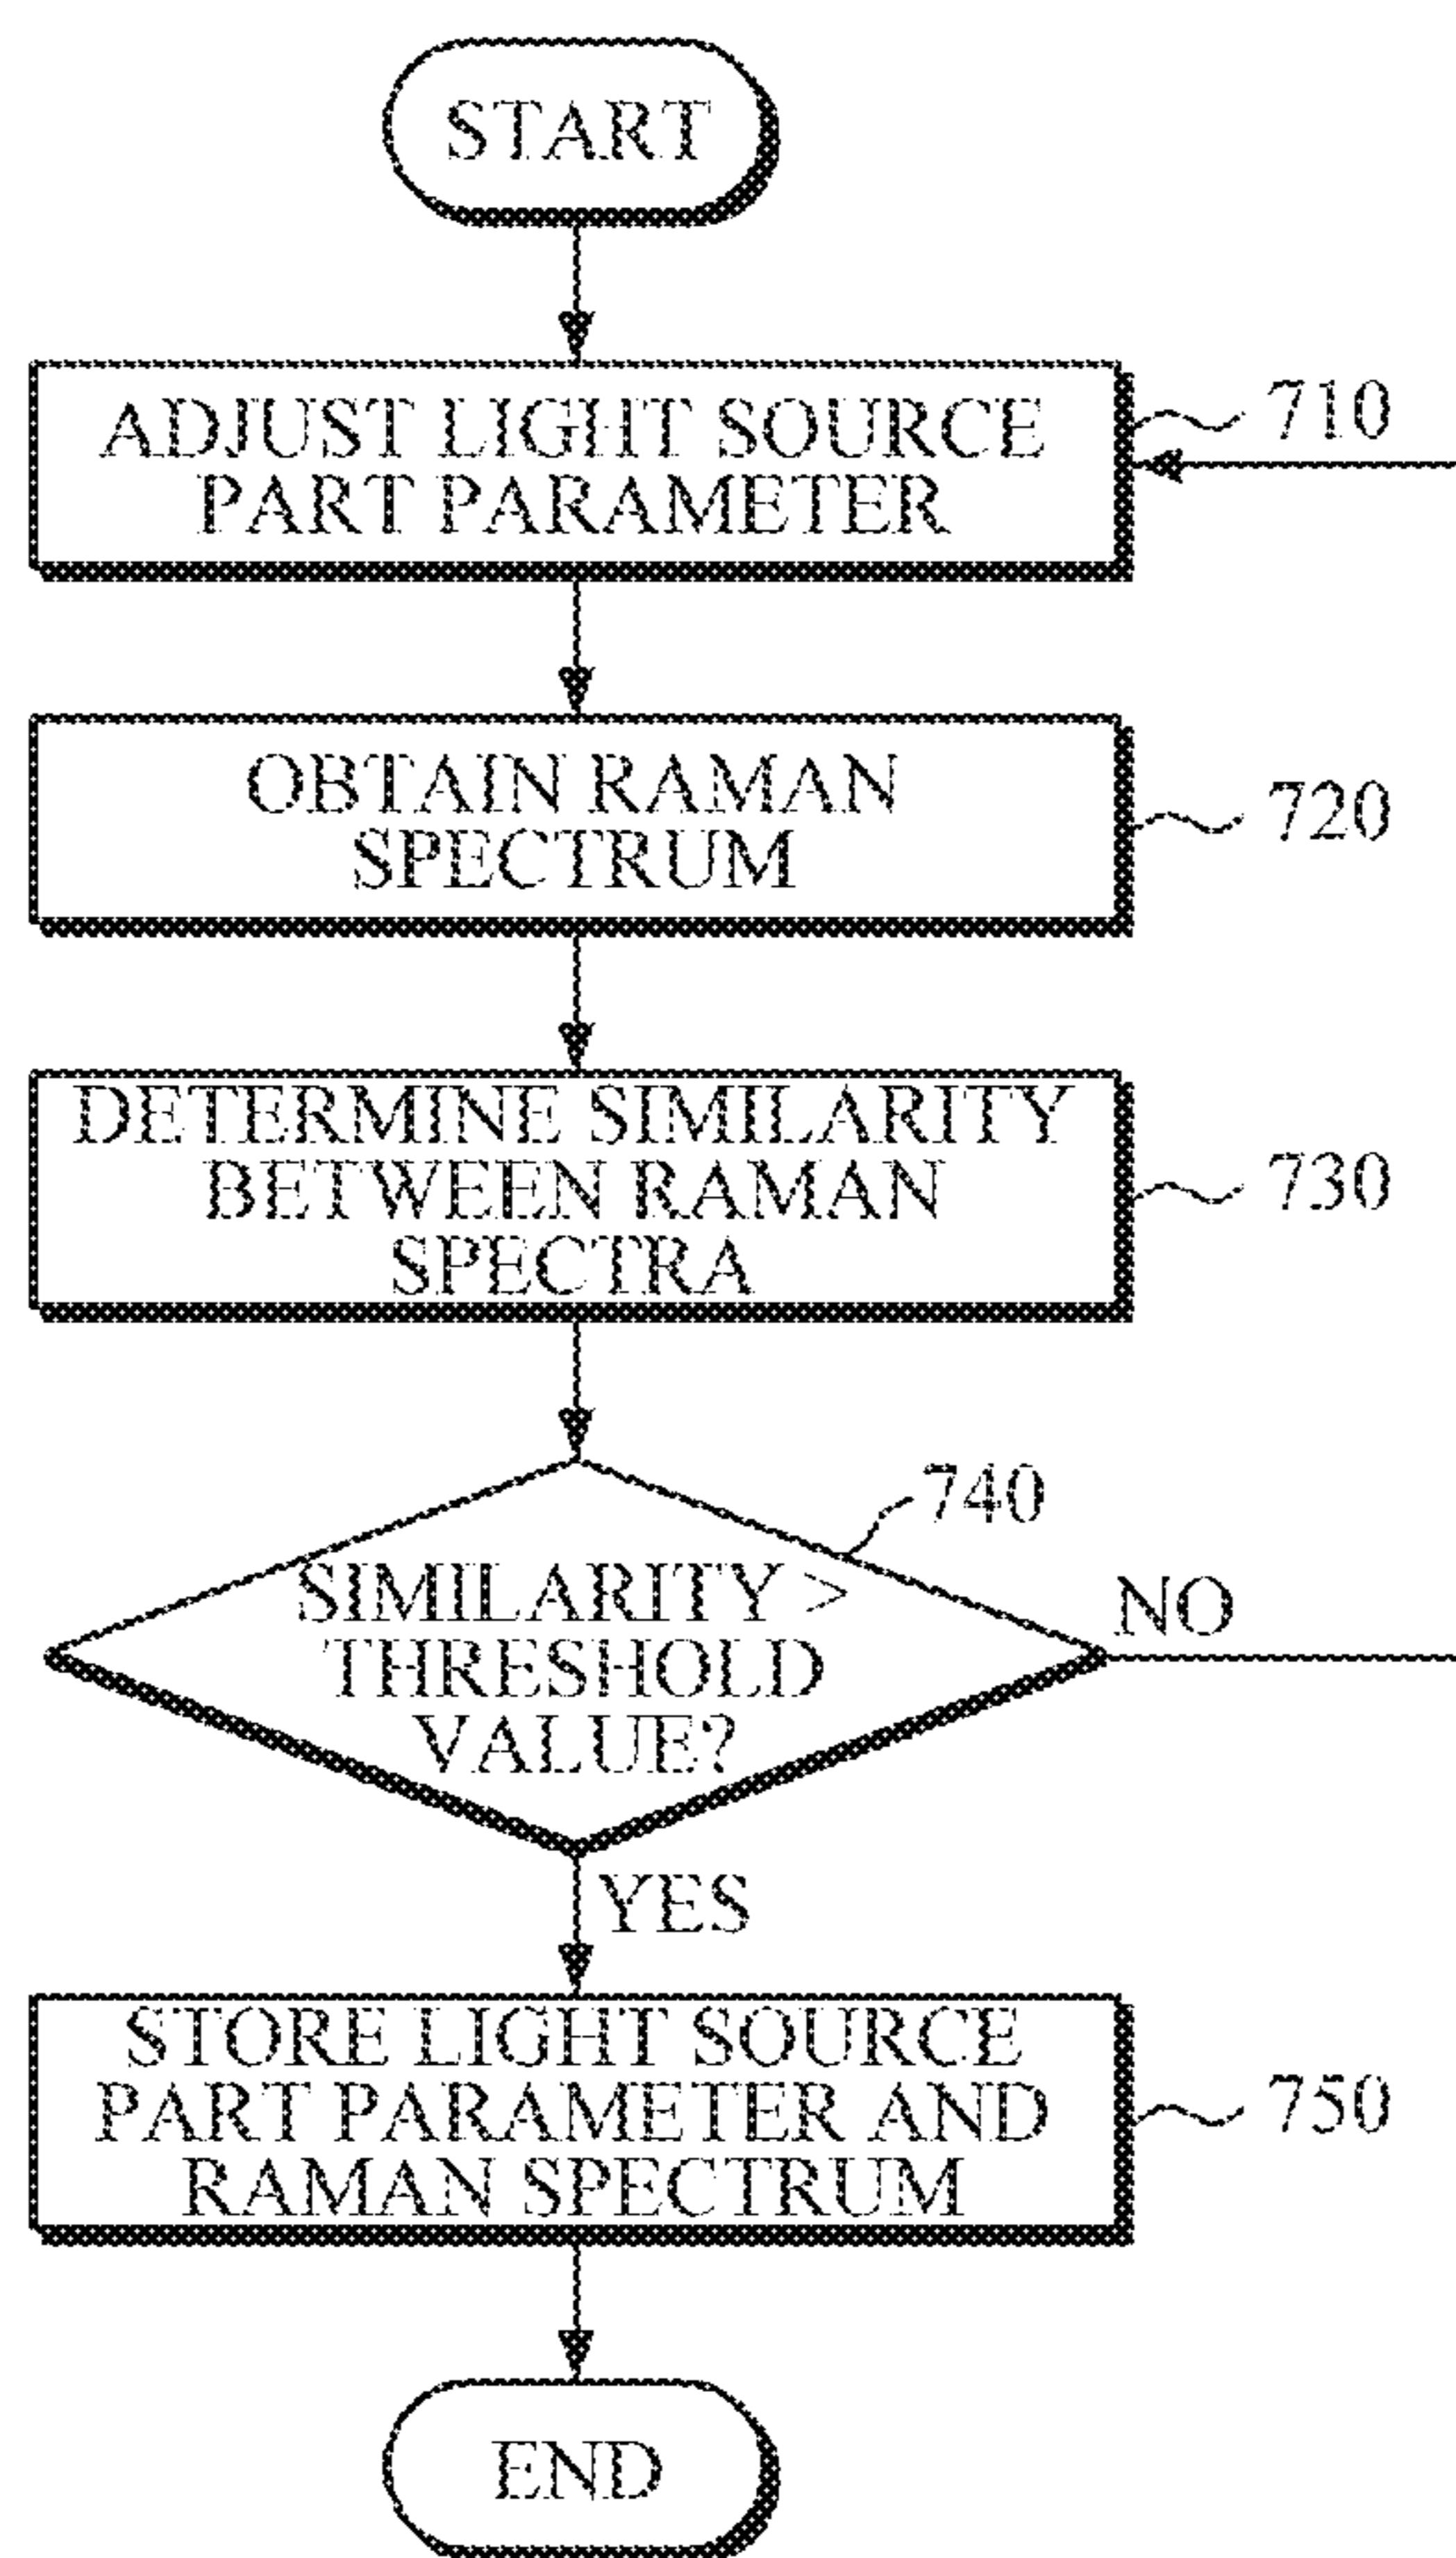 START
ADJUST LIGHT SOURCE
PART PARAMETER
710
OBTAIN RAMAN
SPECTRUM
720
DETERMINE SIMILARITY
BETWEEN RAMAN
SPECTRA
730
740
SIMILARITY >
THRESHOLD
VALUE?
NO
YES
STORE LIGHT SOURCE
PART PARAMETER AND
RAMAN SPECTRUM
750
END